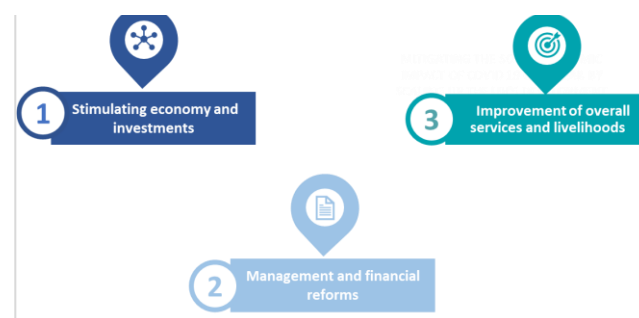 1
Stimulating economy and
investments
2
Management and financial
reforms
3
Improvement of overall
services and livelihoods